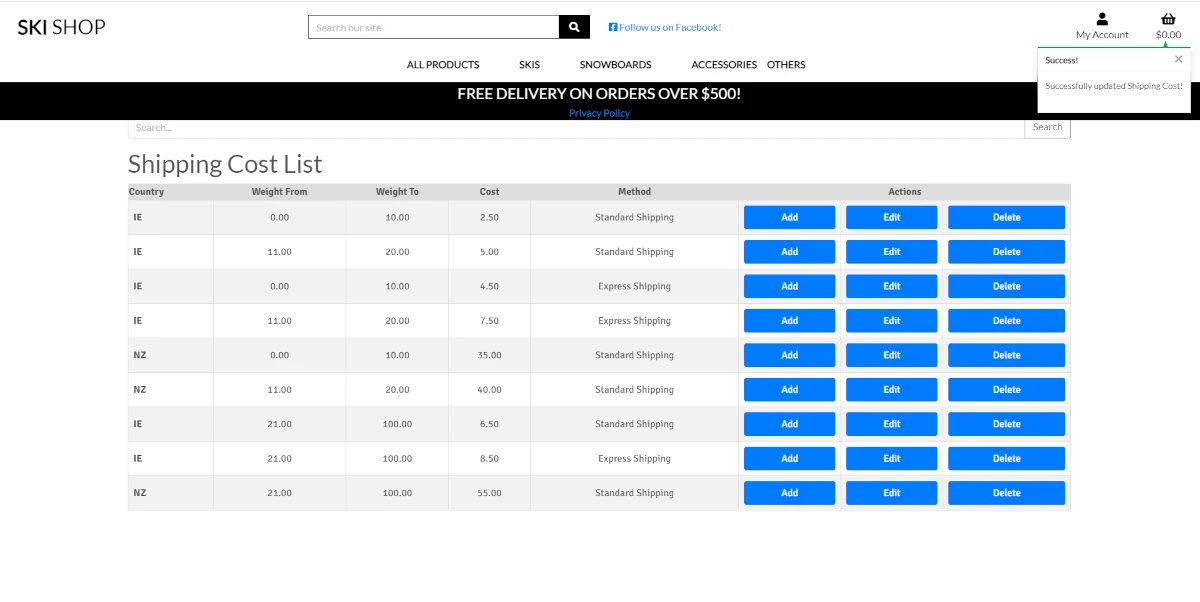 SKI SHOP
Search our site
Follow us on Facebook!
My Account
$0.00
ALL PRODUCTS SKIS SNOWBOARDS ACCESSORIES OTHERS
Success!
Successfully updated Shipping Cost!
FREE DELIVERY ON ORDERS OVER $500!
Privacy Policy
Search... Search
Shipping Cost List
Country Weight From Weight To Cost Method Actions
IE 0.00 10.00 2.50 Standard Shipping Add Edit Delete
IE 11.00 20.00 5.00 Standard Shipping Add Edit Delete
IE 0.00 10.00 4.50 Express Shipping Add Edit Delete
IE 11.00 20.00 7.50 Express Shipping Add Edit Delete
NZ 0.00 10.00 35.00 Standard Shipping Add Edit Delete
NZ 11.00 20.00 40.00 Standard Shipping Add Edit Delete
IE 21.00 100.00 6.50 Standard Shipping Add Edit Delete
IE 21.00 100.00 8.50 Express Shipping Add Edit Delete
NZ 21.00 100.00 55.00 Standard Shipping Add Edit Delete